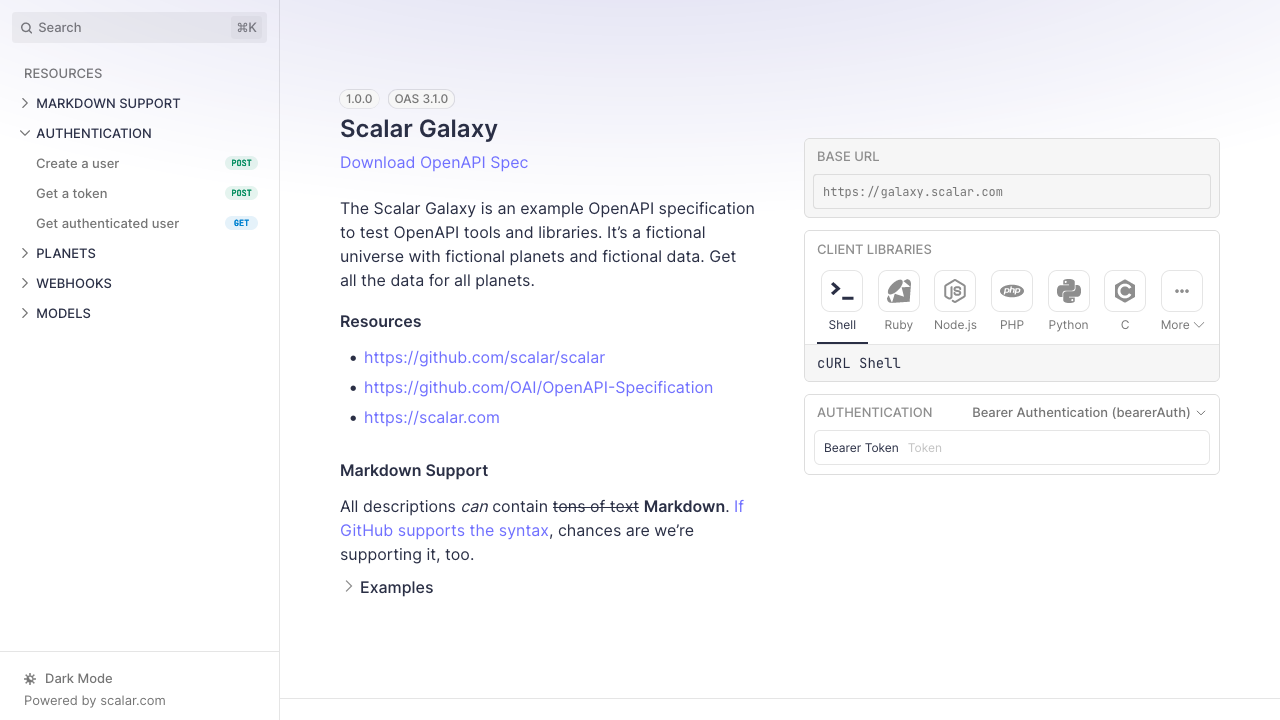 Search ⌘K
RESOURCES
MARKDOWN SUPPORT
AUTHENTICATION
Create a user POST
Get a token POST
Get authenticated user GET
PLANETS
WEBHOOKS
MODELS
Dark Mode
Powered by scalar.com
1.0.0 OAS 3.1.0
Scalar Galaxy
Download OpenAPI Spec
The Scalar Galaxy is an example OpenAPI specification
to test OpenAPI tools and libraries. It’s a fictional
universe with fictional planets and fictional data. Get
all the data for all planets.
Resources
• https://github.com/scalar/scalar
• https://github.com/OAI/OpenAPI-Specification
• https://scalar.com
Markdown Support
All descriptions can contain tons of text Markdown. If
GitHub supports the syntax, chances are we’re
supporting it, too.
Examples
BASE URL
https://galaxy.scalar.com
CLIENT LIBRARIES
JS php C
Shell Ruby Node.js PHP Python C More
cURL Shell
AUTHENTICATION Bearer Authentication (bearerAuth)
Bearer Token Token